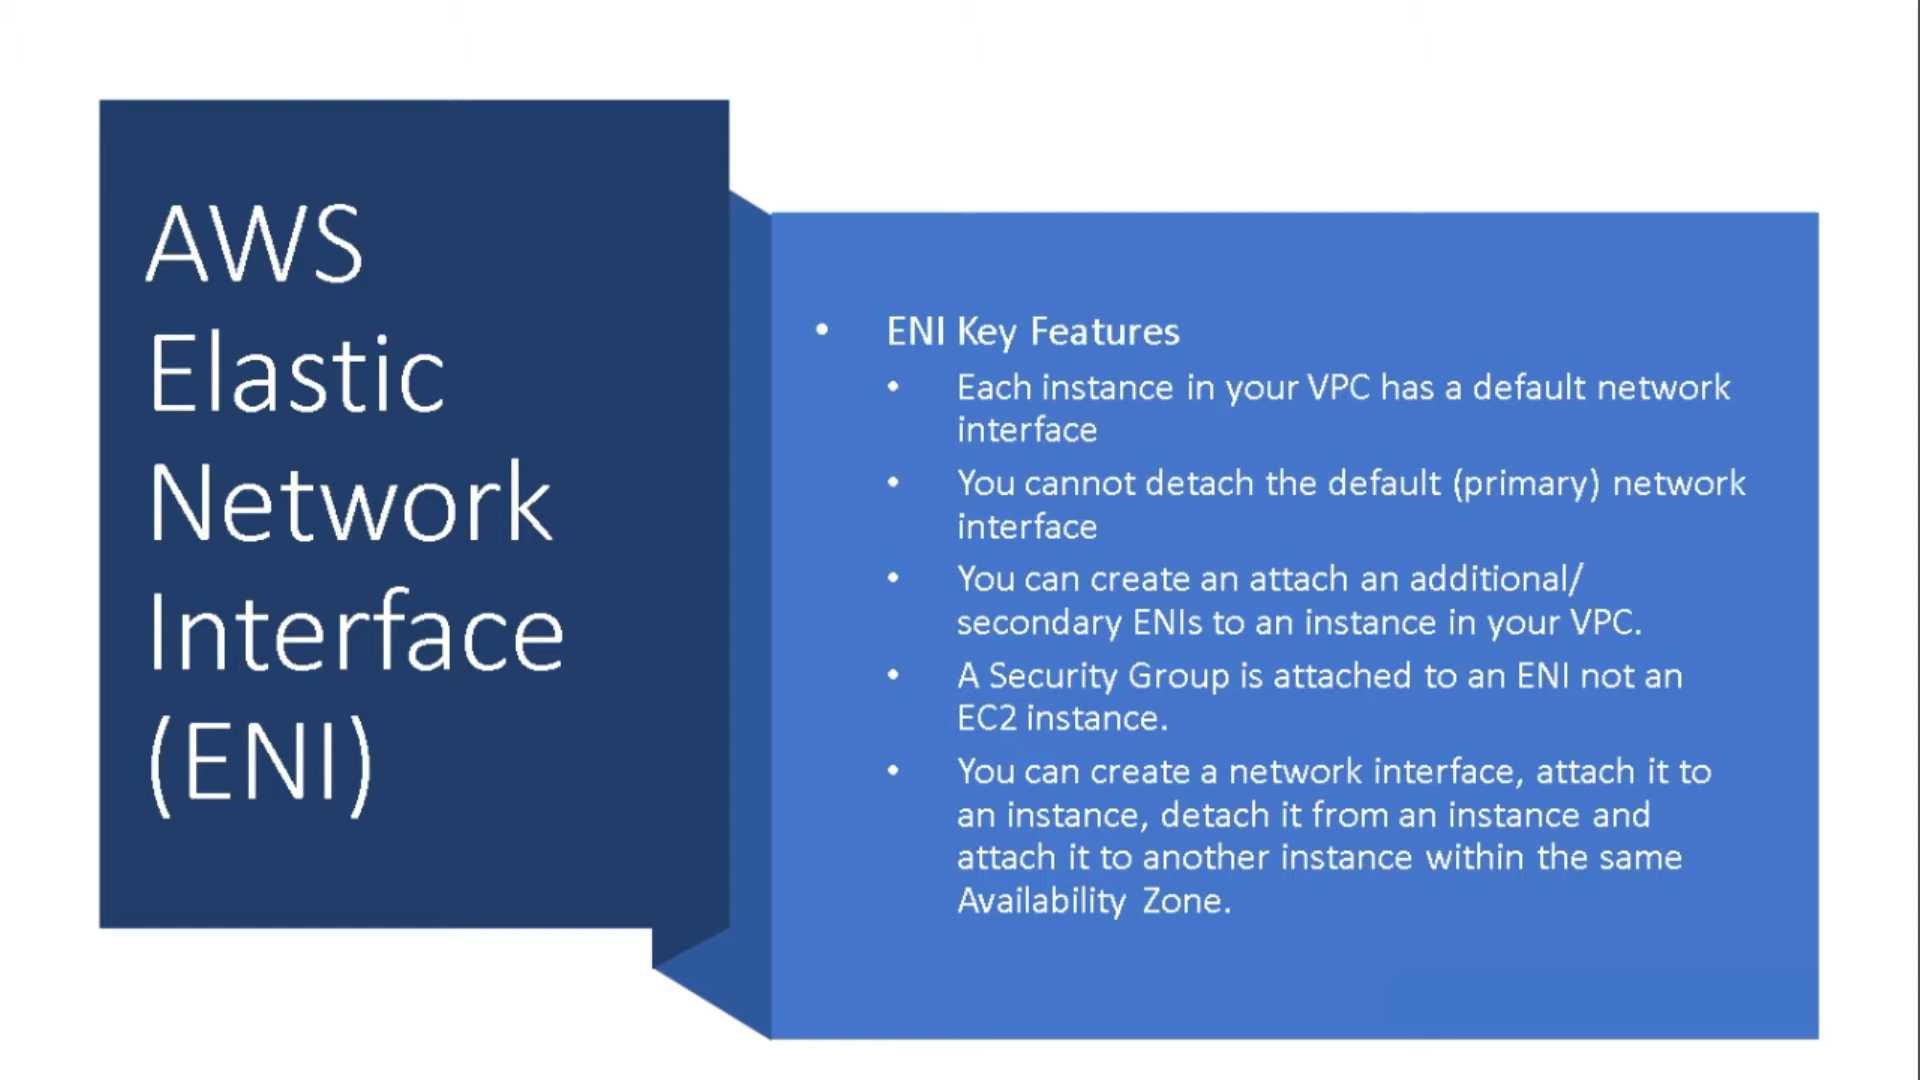 AWS
Elastic
Network
Interface
(ENI)
• ENI Key Features
• Each instance in your VPC has a default network
interface
• You cannot detach the default (primary) network
interface
• You can create an attach an additional/
secondary ENIs to an instance in your VPC.
• A Security Group is attached to an ENI not an
EC2 instance.
• You can create a network interface, attach it to
an instance, detach it from an instance and
attach it to another instance within the same
Availability Zone.